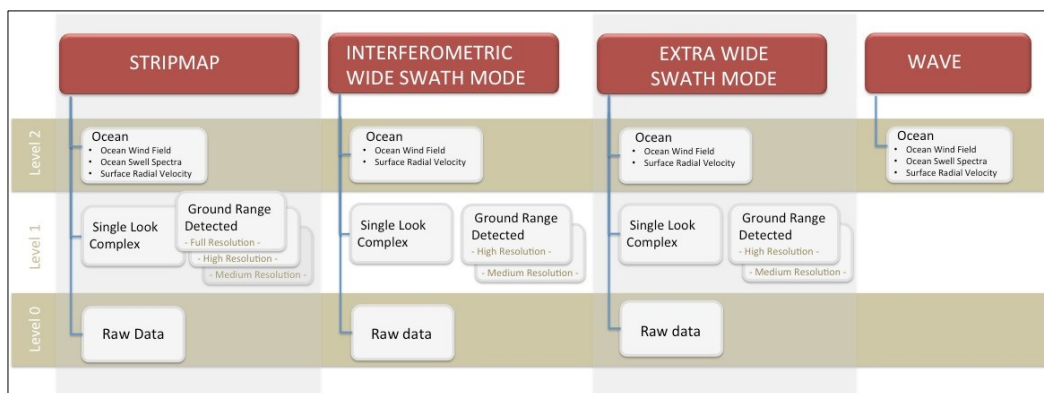 STRIPMAP
INTERFEROMETRIC
WIDE SWATH MODE
EXTRA WIDE
SWATH MODE
WAVE
Level 2
Ocean
• Ocean Wind Field
• Ocean Swell Spectra
• Surface Radial Velocity
Ocean
• Ocean Wind Field
• Surface Radial Velocity
Ocean
• Ocean Wind Field
• Surface Radial Velocity
Ocean
• Ocean Wind Field
• Ocean Swell Spectra
• Surface Radial Velocity
Level 1
Single Look
Complex
Ground Range
Detected
- Full Resolution -
- High Resolution -
- Medium Resolution -
Single Look
Complex
Ground Range
Detected
- High Resolution -
- Medium Resolution -
Single Look
Complex
Ground Range
Detected
- High Resolution -
- Medium Resolution -
Level 0
Raw Data
Raw data
Raw data